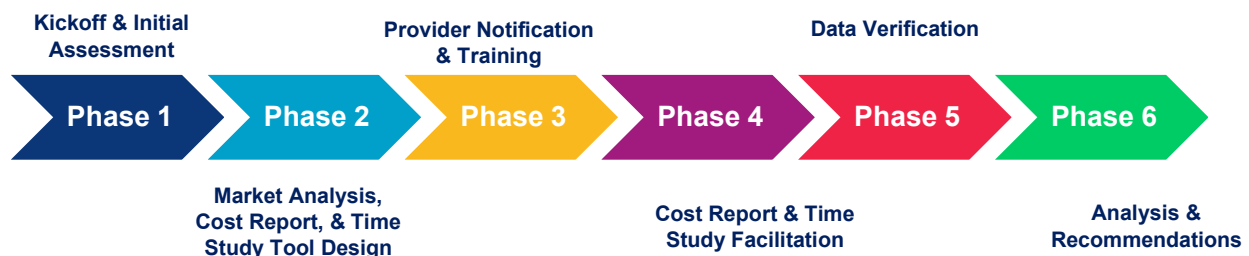 Kickoff & Initial
Assessment
Provider Notification
& Training
Data Verification
Phase 1
Phase 2
Phase 3
Phase 4
Phase 5
Phase 6
Market Analysis,
Cost Report, & Time
Study Tool Design
Cost Report & Time
Study Facilitation
Analysis &
Recommendations